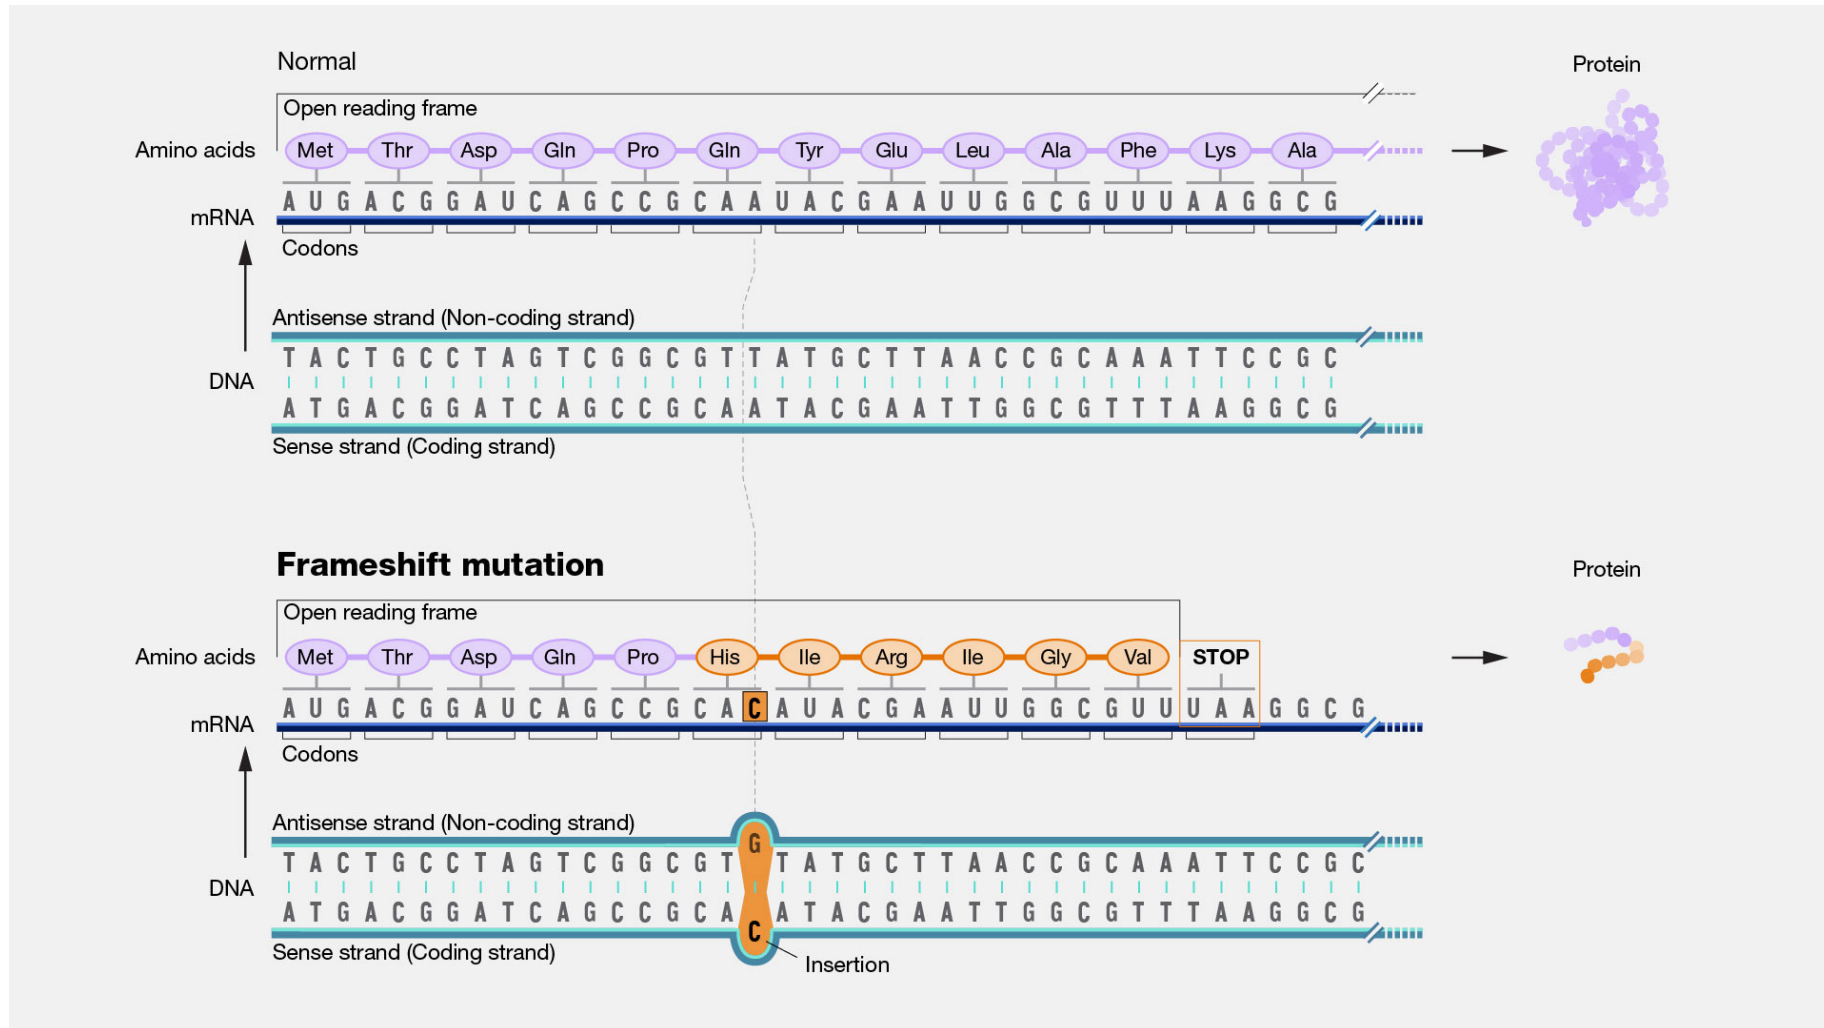 Normal
Protein
Open reading frame
Amino acids Met Thr Asp Gln Pro Gln Tyr Glu Leu Ala Phe Lys Ala
A U G A C G G A U C A G C C G C A A U A C G A A U U G G C G U U U A A G G C G
mRNA
Codons
Antisense strand (Non-coding strand)
T A C T G C C T A G T C G G C G T T A T G C T T A A C C G C A A A T T C C G C
DNA
A T G A C G G A T C A G C C G C A A T A C G A A T T G G C G T T T A A G G C G
Sense strand (Coding strand)
Frameshift mutation
Protein
Open reading frame
Amino acids Met Thr Asp Gln Pro His Ile Arg Ile Gly Val STOP
A U G A C G G A U C A G C C G C A C A U A C G A A U U G G C G U U U A A G G C G
mRNA
Codons
Antisense strand (Non-coding strand)
T A C T G C C T A G T C G G C G T G T A T G C T T A A C C G C A A A T T C C G C
DNA
A T G A C G G A T C A G C C G C A C A T A C G A A T T G G C G T T T A A G G C G
Sense strand (Coding strand)
Insertion